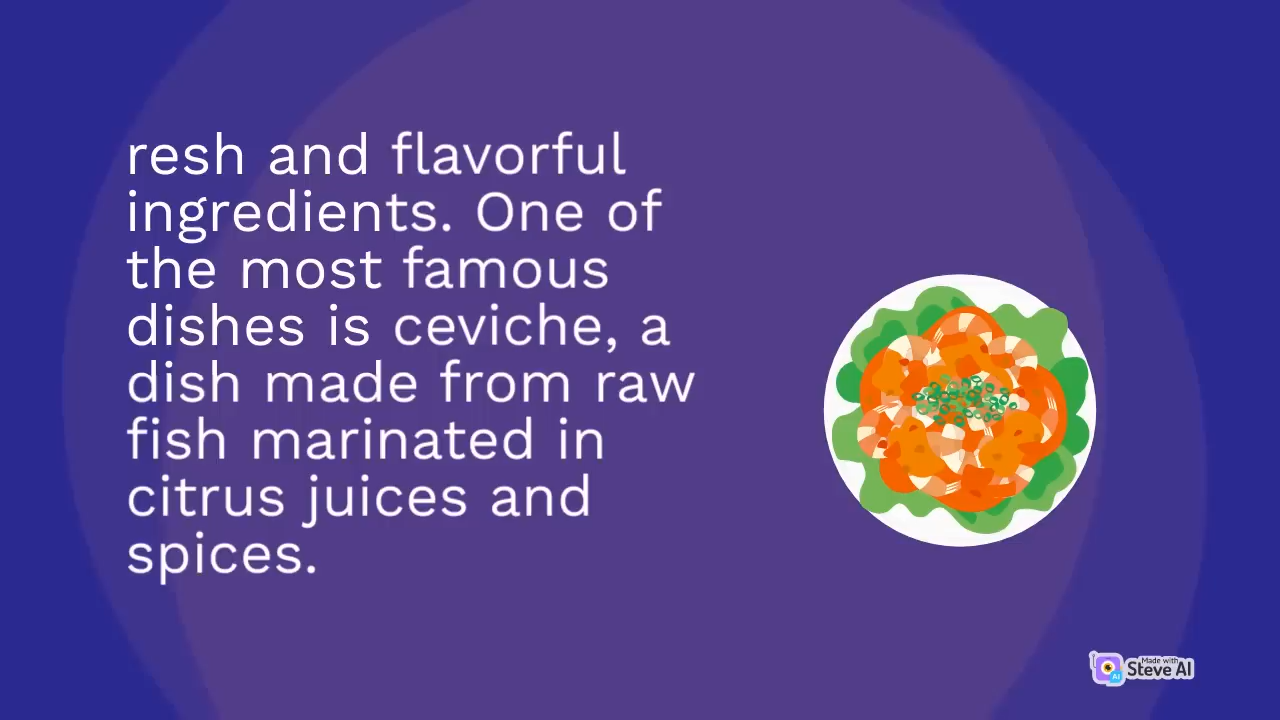 resh and flavorful
ingredients. One of
the most famous
dishes is ceviche, a
dish made from raw
fish marinated in
citrus juices and
spices.
Made with
Steve AI
AI